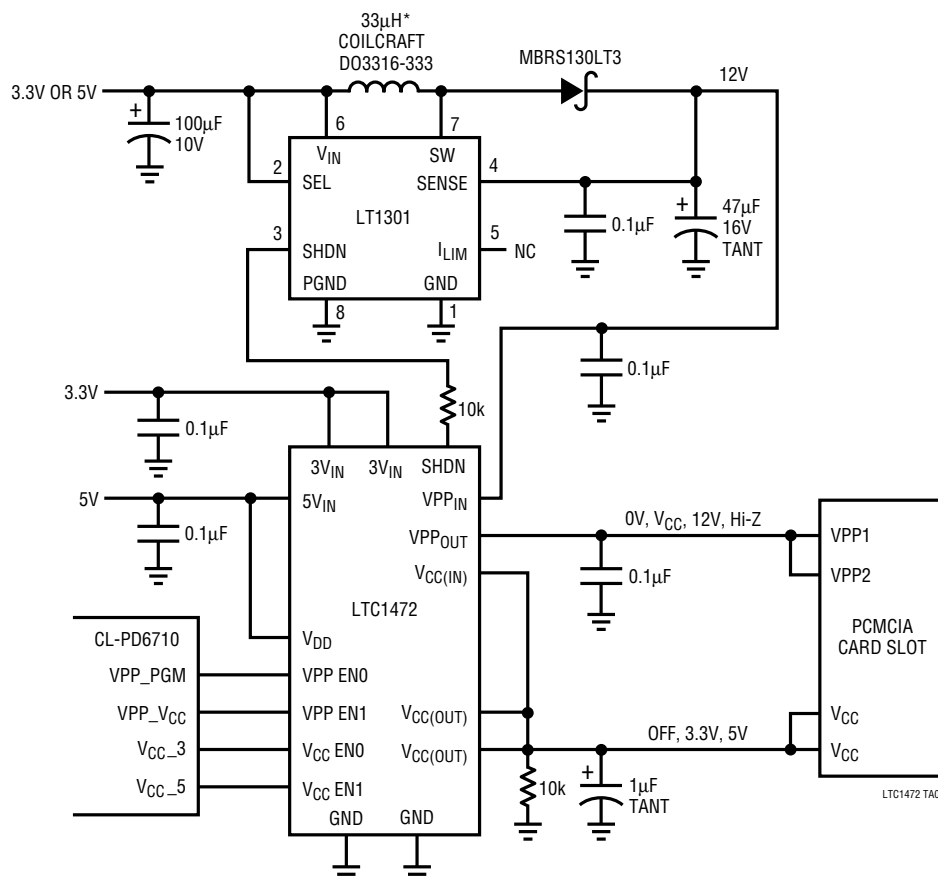 33µH*
COILCRAFT
DO3316-333
MBRS130LT3
12V
3.3V OR 5V
+
100µF
10V
6
7
VIN
SW
2
SEL
SENSE
4
LT1301
0.1µF
+
47µF
16V
TANT
3
SHDN
ILIM
5
NC
PGND
GND
8
1
0.1µF
3.3V
0.1µF
10k
3VIN
3VIN
SHDN
5V
5VIN
VPPIN
0.1µF
VPPOUT
0V, VCC, 12V, Hi-Z
VPP1
0.1µF
VCC(IN)
VPP2
LTC1472
PCMCIA
CARD SLOT
CL-PD6710
VDD
VPP_PGM
VPP EN0
VPP_VCC
VPP EN1
VCC(OUT)
VCC
VCC_3
VCC EN0
VCC(OUT)
OFF, 3.3V, 5V
VCC
VCC_5
VCC EN1
10k
+
1µF
TANT
GND
GND
LTC1472 TA0